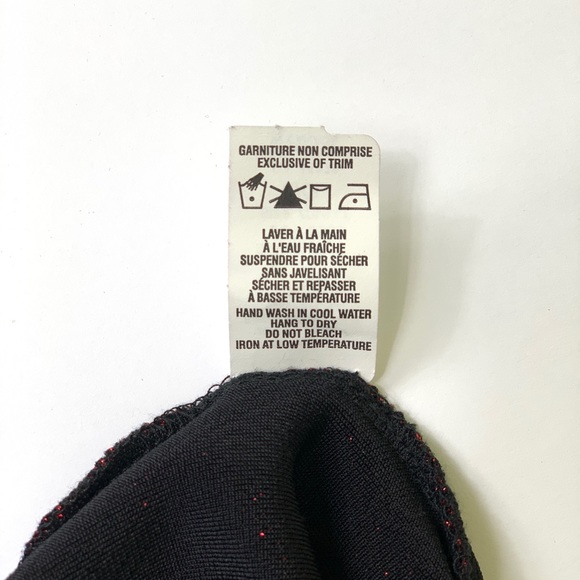 GARNITURE NON COMPRISE
EXCLUSIVE OF TRIM
LAVER À LA MAIN
À L'EAU FRAÎCHE
SUSPENDRE POUR SÉCHER
SANS JAVELISANT
SÉCHER ET REPASSER
À BASSE TEMPÉRATURE
HAND WASH IN COOL WATER
HANG TO DRY
DO NOT BLEACH
IRON AT LOW TEMPERATURE